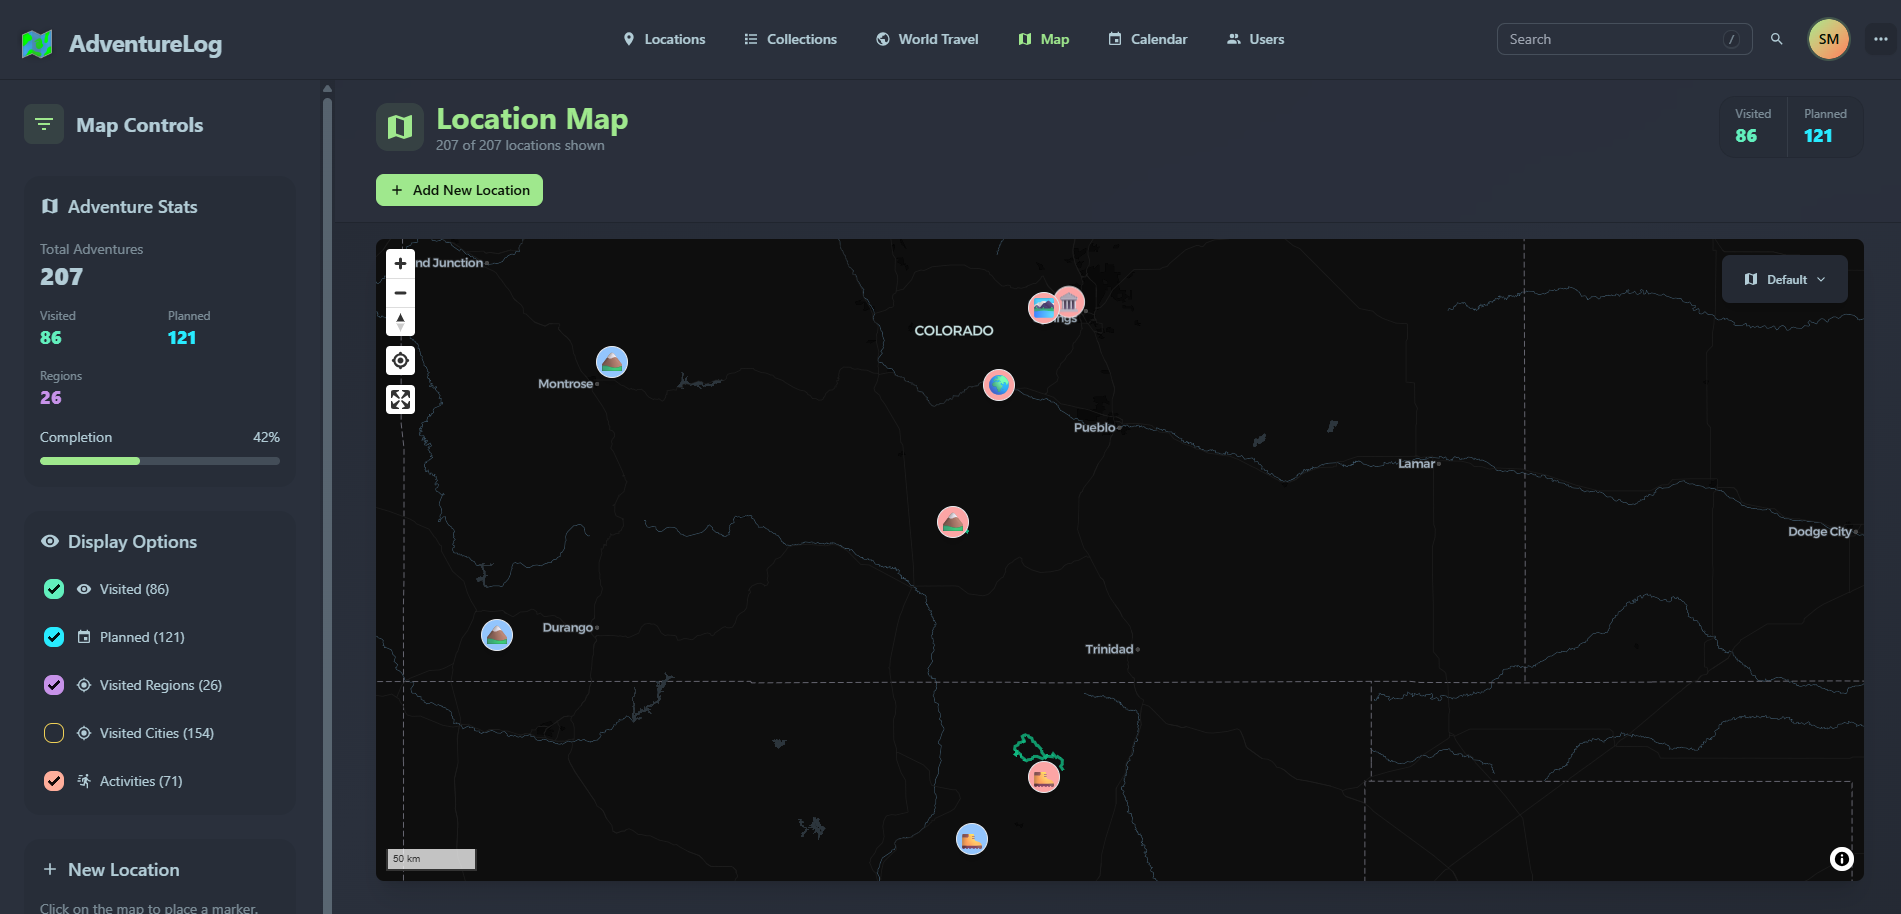 AdventureLog
Locations
Collections
World Travel
Map
Calendar
Users
Search
/
SM
Map Controls
Adventure Stats
Total Adventures
207
Visited
Planned
86
121
Regions
26
Completion
42%
Display Options
Visited (86)
Planned (121)
Visited Regions (26)
Visited Cities (154)
Activities (71)
New Location
Click on the map to place a marker.
Location Map
207 of 207 locations shown
Visited
Planned
86
121
Add New Location
nd Junction
Default
ngs
COLORADO
Montrose
Pueblo
Lamar
Dodge City
Durango
Trinidad
50 km